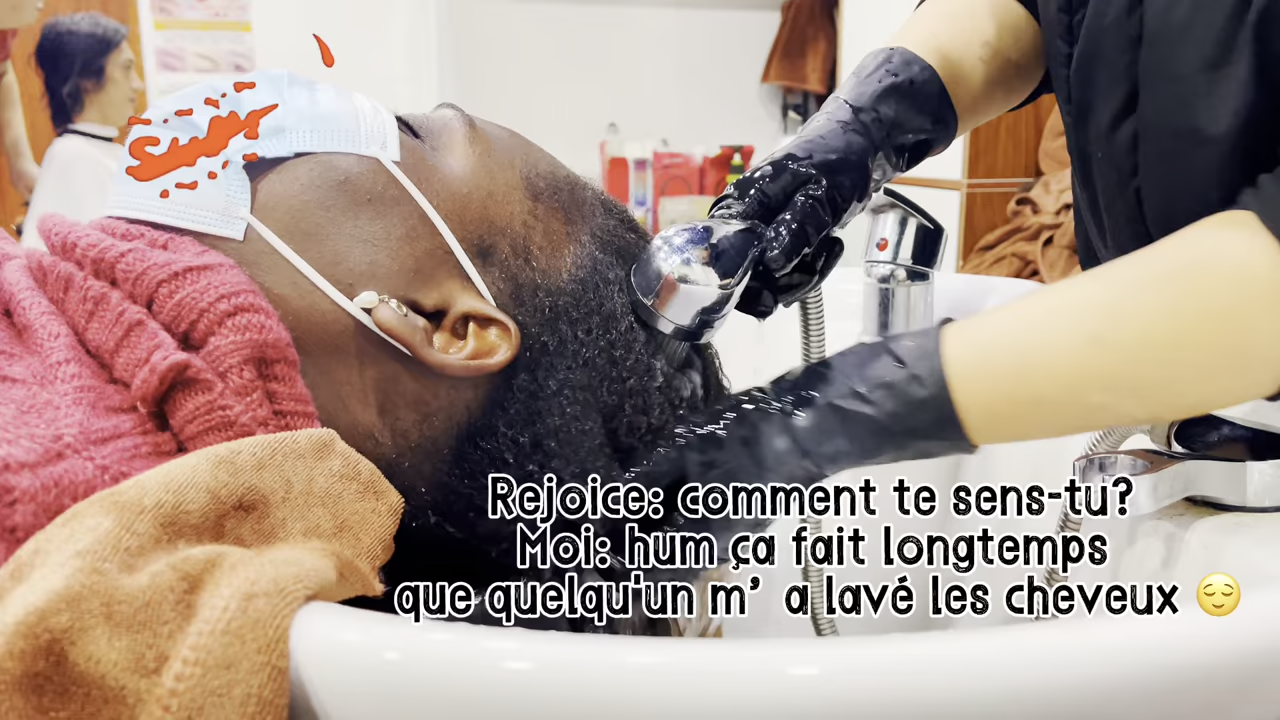 Rejoice: comment te sens-tu?
Moi: hum ça fait longtemps
que quelqu'un m' a lavé les cheveux 😌